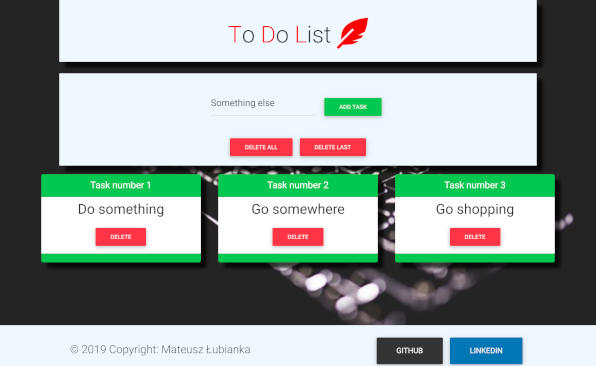 To Do List
Something else
ADD TASK
DELETE ALL DELETE LAST
Task number 1
Do something
DELETE
Task number 2
Go somewhere
DELETE
Task number 3
Go shopping
DELETE
© 2019 Copyright: Mateusz Łubianka
GITHUB LINKEDIN